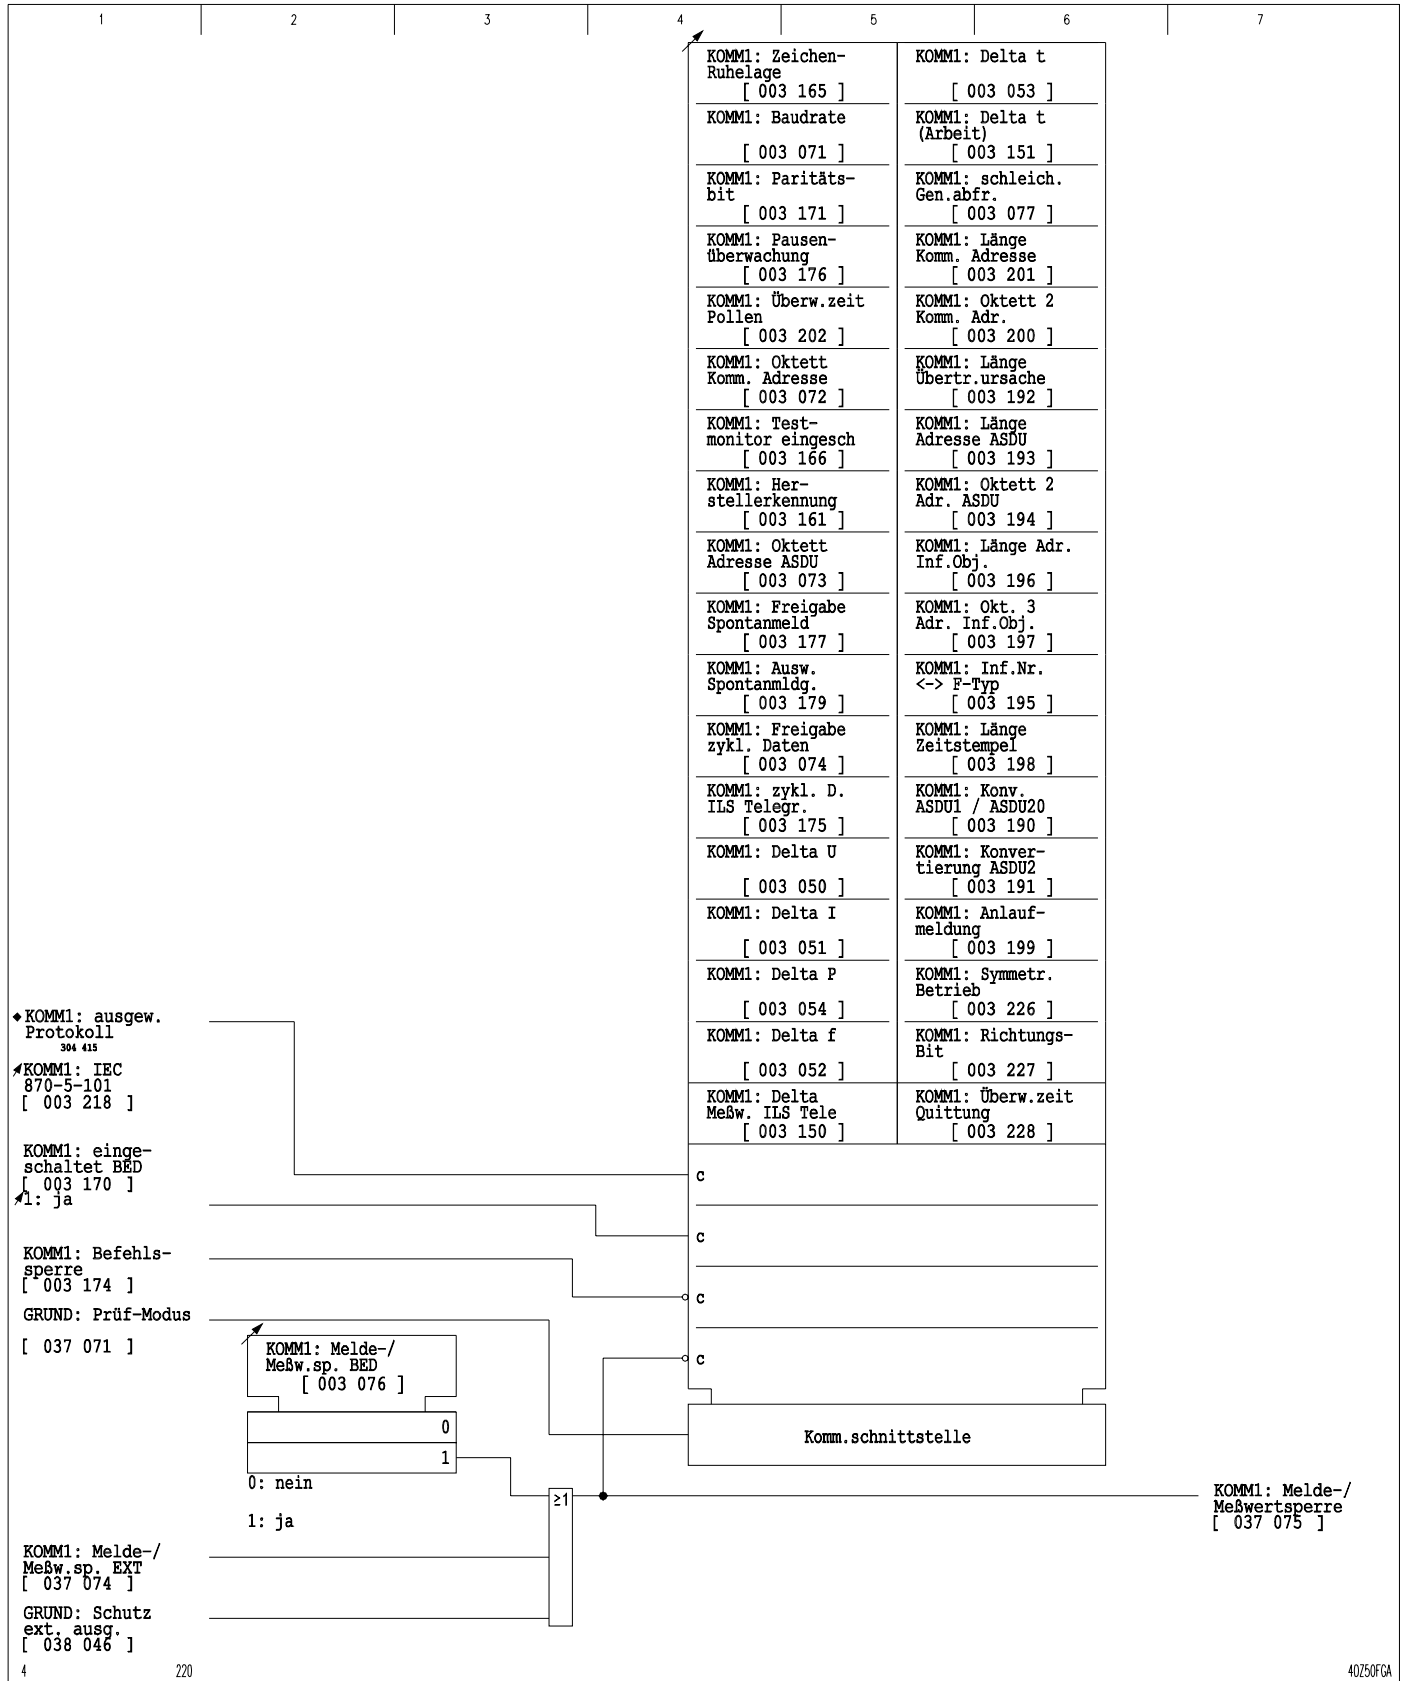 1 2 3 4 5 6 7
KOMM1: Zeichen-
Ruhelage
[ 003 165 ]
KOMM1: Delta t
[ 003 053 ]
KOMM1: Baudrate
[ 003 071 ]
KOMM1: Delta t
(Arbeit)
[ 003 151 ]
KOMM1: Paritäts-
bit
[ 003 171 ]
KOMM1: schleich.
Gen.abfr.
[ 003 077 ]
KOMM1: Pausen-
überwachung
[ 003 176 ]
KOMM1: Länge
Komm. Adresse
[ 003 201 ]
KOMM1: Überw.zeit
Pollen
[ 003 202 ]
KOMM1: Oktett 2
Komm. Adr.
[ 003 200 ]
KOMM1: Oktett
Komm. Adresse
[ 003 072 ]
KOMM1: Länge
Übertr.ursache
[ 003 192 ]
KOMM1: Test-
monitor eingesch
[ 003 166 ]
KOMM1: Länge
Adresse ASDU
[ 003 193 ]
KOMM1: Her-
stellerkennung
[ 003 161 ]
KOMM1: Oktett 2
Adr. ASDU
[ 003 194 ]
KOMM1: Oktett
Adresse ASDU
[ 003 073 ]
KOMM1: Länge Adr.
Inf.Obj.
[ 003 196 ]
KOMM1: Freigabe
Spontanmeld
[ 003 177 ]
KOMM1: Okt. 3
Adr. Inf.Obj.
[ 003 197 ]
KOMM1: Ausw.
Spontanmldg.
[ 003 179 ]
KOMM1: Inf.Nr.
<-> F-Typ
[ 003 195 ]
KOMM1: Freigabe
zykl. Daten
[ 003 074 ]
KOMM1: Länge
Zeitstempel
[ 003 198 ]
KOMM1: zykl. D.
ILS Telegr.
[ 003 175 ]
KOMM1: Konv.
ASDU1 / ASDU20
[ 003 190 ]
KOMM1: Delta U
[ 003 050 ]
KOMM1: Konver-
tierung ASDU2
[ 003 191 ]
KOMM1: Delta I
[ 003 051 ]
KOMM1: Anlauf-
meldung
[ 003 199 ]
KOMM1: Delta P
[ 003 054 ]
KOMM1: Symmetr.
Betrieb
[ 003 226 ]
KOMM1: Delta f
[ 003 052 ]
KOMM1: Richtungs-
Bit
[ 003 227 ]
KOMM1: Delta
Meßw. ILS Tele
[ 003 150 ]
KOMM1: Überw.zeit
Quittung
[ 003 228 ]
KOMM1: ausgew.
Protokoll
304 415
KOMM1: IEC
870-5-101
[ 003 218 ]
KOMM1: einge-
schaltet BED
[ 003 170 ]
1: ja
KOMM1: Befehls-
sperre
[ 003 174 ]
GRUND: Prüf-Modus
[ 037 071 ]
C
C
C
C
KOMM1: Melde-/
Meßw.sp. BED
[ 003 076 ]
0
1
0: nein
1: ja
Komm.schnittstelle
≥1
KOMM1: Melde-/
Meßwertsperre
[ 037 075 ]
KOMM1: Melde-/
Meßw.sp. EXT
[ 037 074 ]
GRUND: Schutz
ext. ausg.
[ 038 046 ]
4 220 40Z50FGA